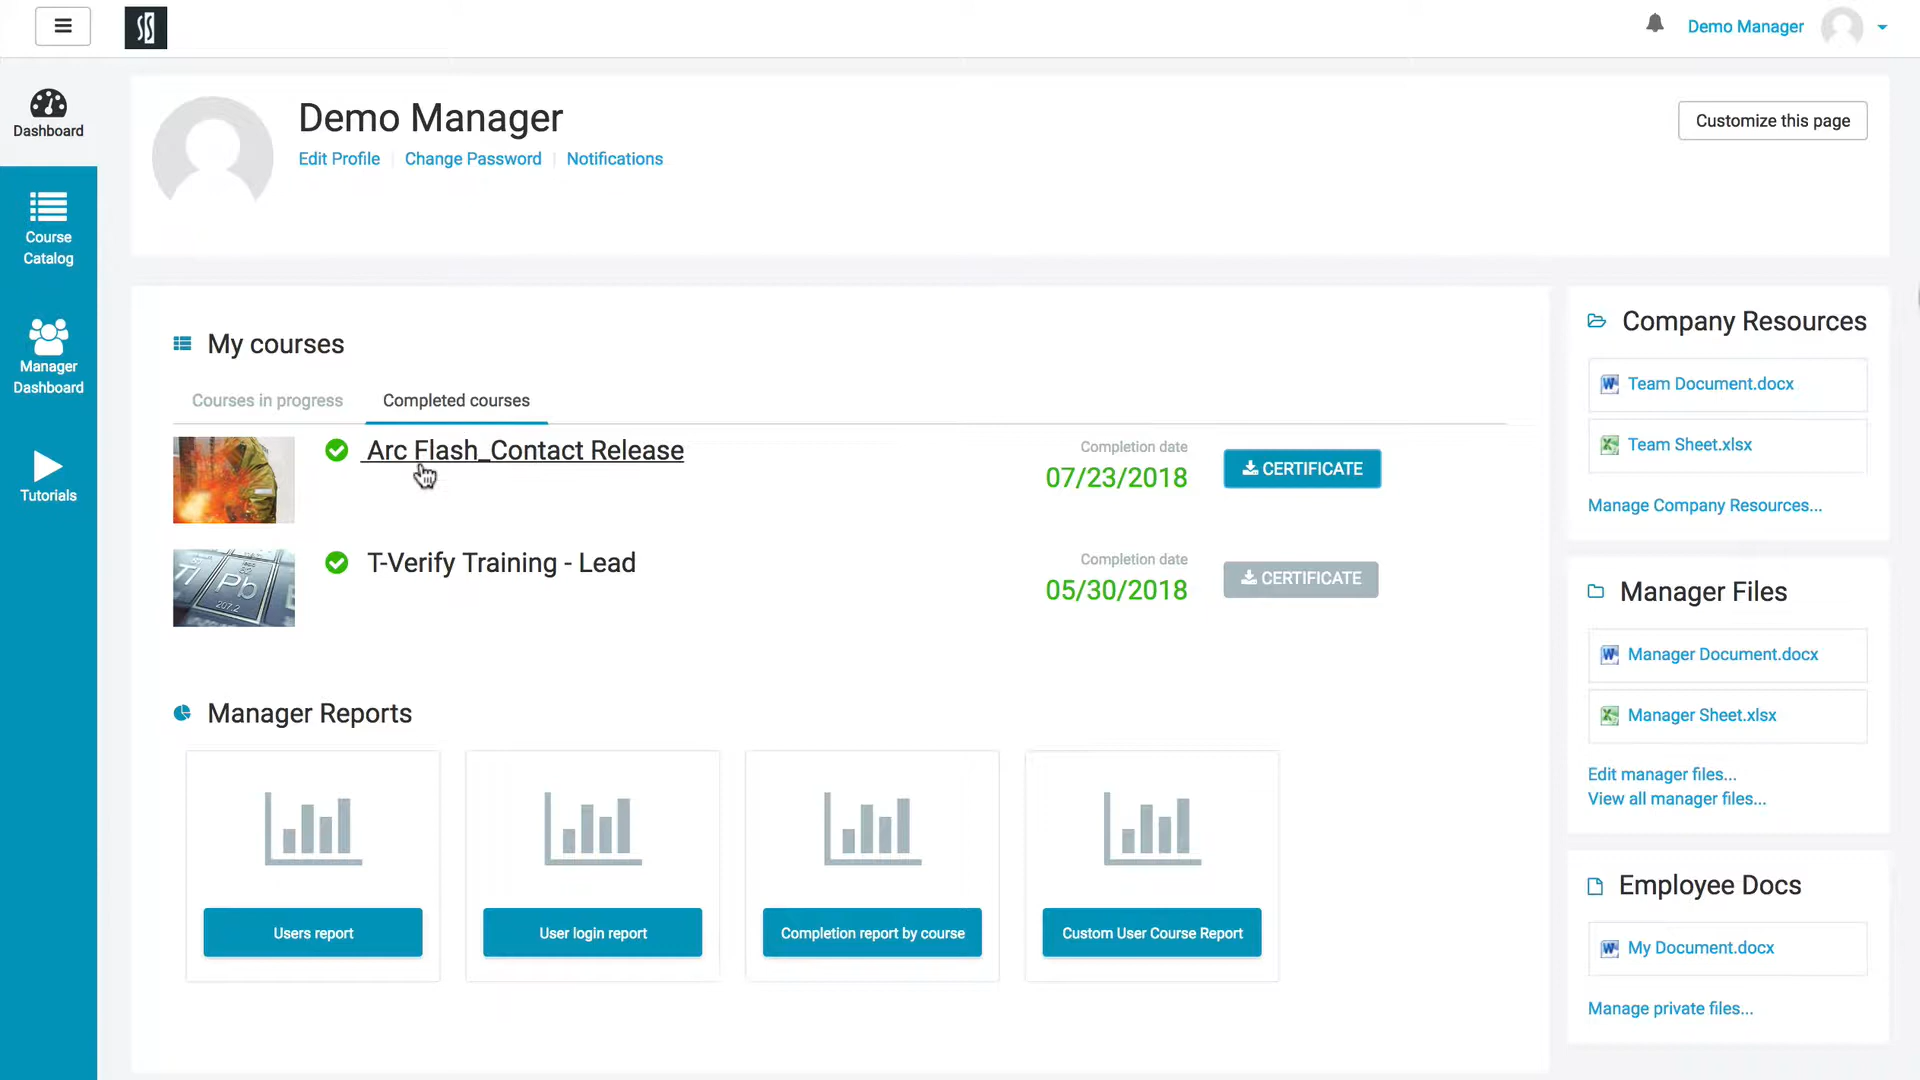 Demo Manager
Dashboard
Course
Catalog
Manager
Dashboard
Tutorials
Demo Manager
Edit Profile
Change Password
Notifications
Customize this page
My courses
Courses in progress
Completed courses
Arc Flash_Contact Release
Completion date
07/23/2018
CERTIFICATE
T-Verify Training - Lead
Completion date
05/30/2018
CERTIFICATE
Tl
Pb
207.2
Manager Reports
Users report
User login report
Completion report by course
Custom User Course Report
Company Resources
Team Document.docx
Team Sheet.xlsx
Manage Company Resources...
Manager Files
Manager Document.docx
Manager Sheet.xlsx
Edit manager files...
View all manager files...
Employee Docs
My Document.docx
Manage private files...